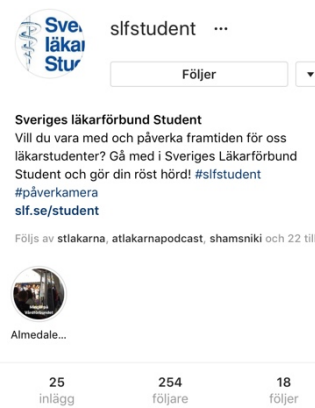 Sve
läkar
Stu
slfstudent ...
Följer
Sveriges läkarförbund Student
Vill du vara med och påverka framtiden för oss
läkarstudenter? Gå med i Sveriges Läkarförbund
Student och gör din röst hörd! #slfstudent
#påverkamera
slf.se/student
Följs av stlakarna, atlakarnapodcast, shamsniki och 22 till
Almedale...
25 254 18
inlägg följare följer